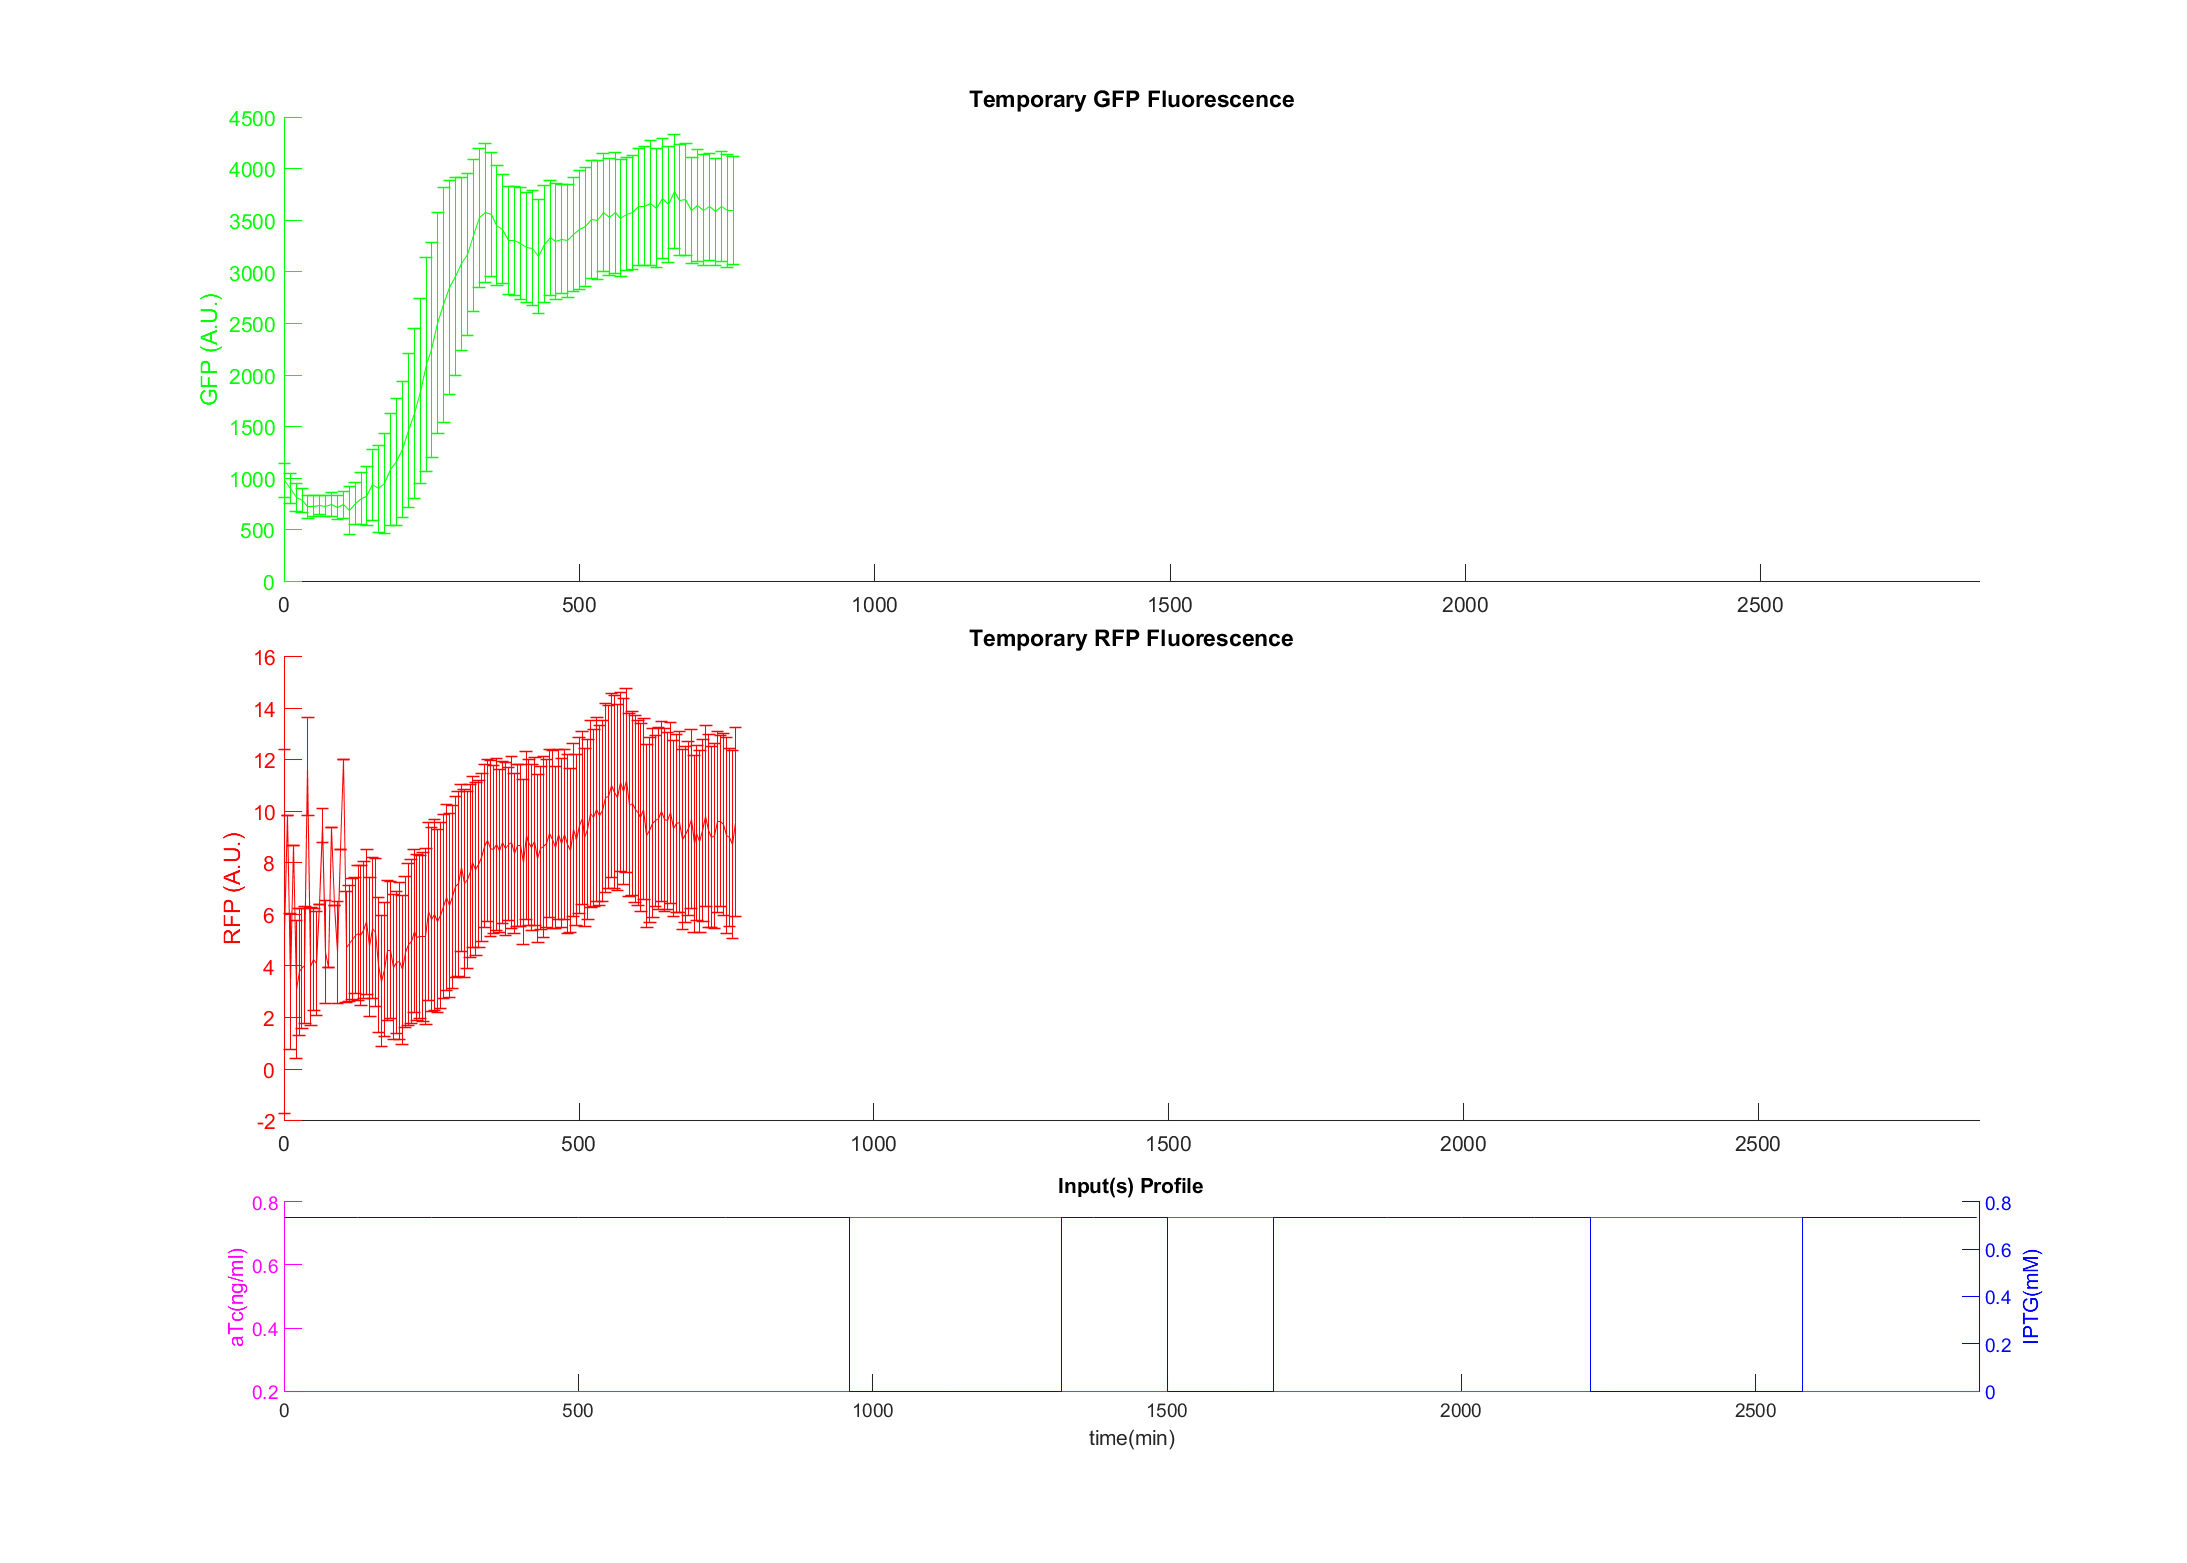 Temporary GFP Fluorescence
4500
4000
3500
3000
2500
2000
1500
1000
500
0
GFP (A.U.)
0 500 1000 1500 2000 2500
Temporary RFP Fluorescence
16
14
12
10
8
6
4
2
0
-2
RFP (A.U.)
0 500 1000 1500 2000 2500
Input(s) Profile
0.8
0.6
0.4
0.2
aTc(ng/ml)
0.8
0.6
0.4
0.2
0
IPTG(mM)
0 500 1000 1500 2000 2500
time(min)